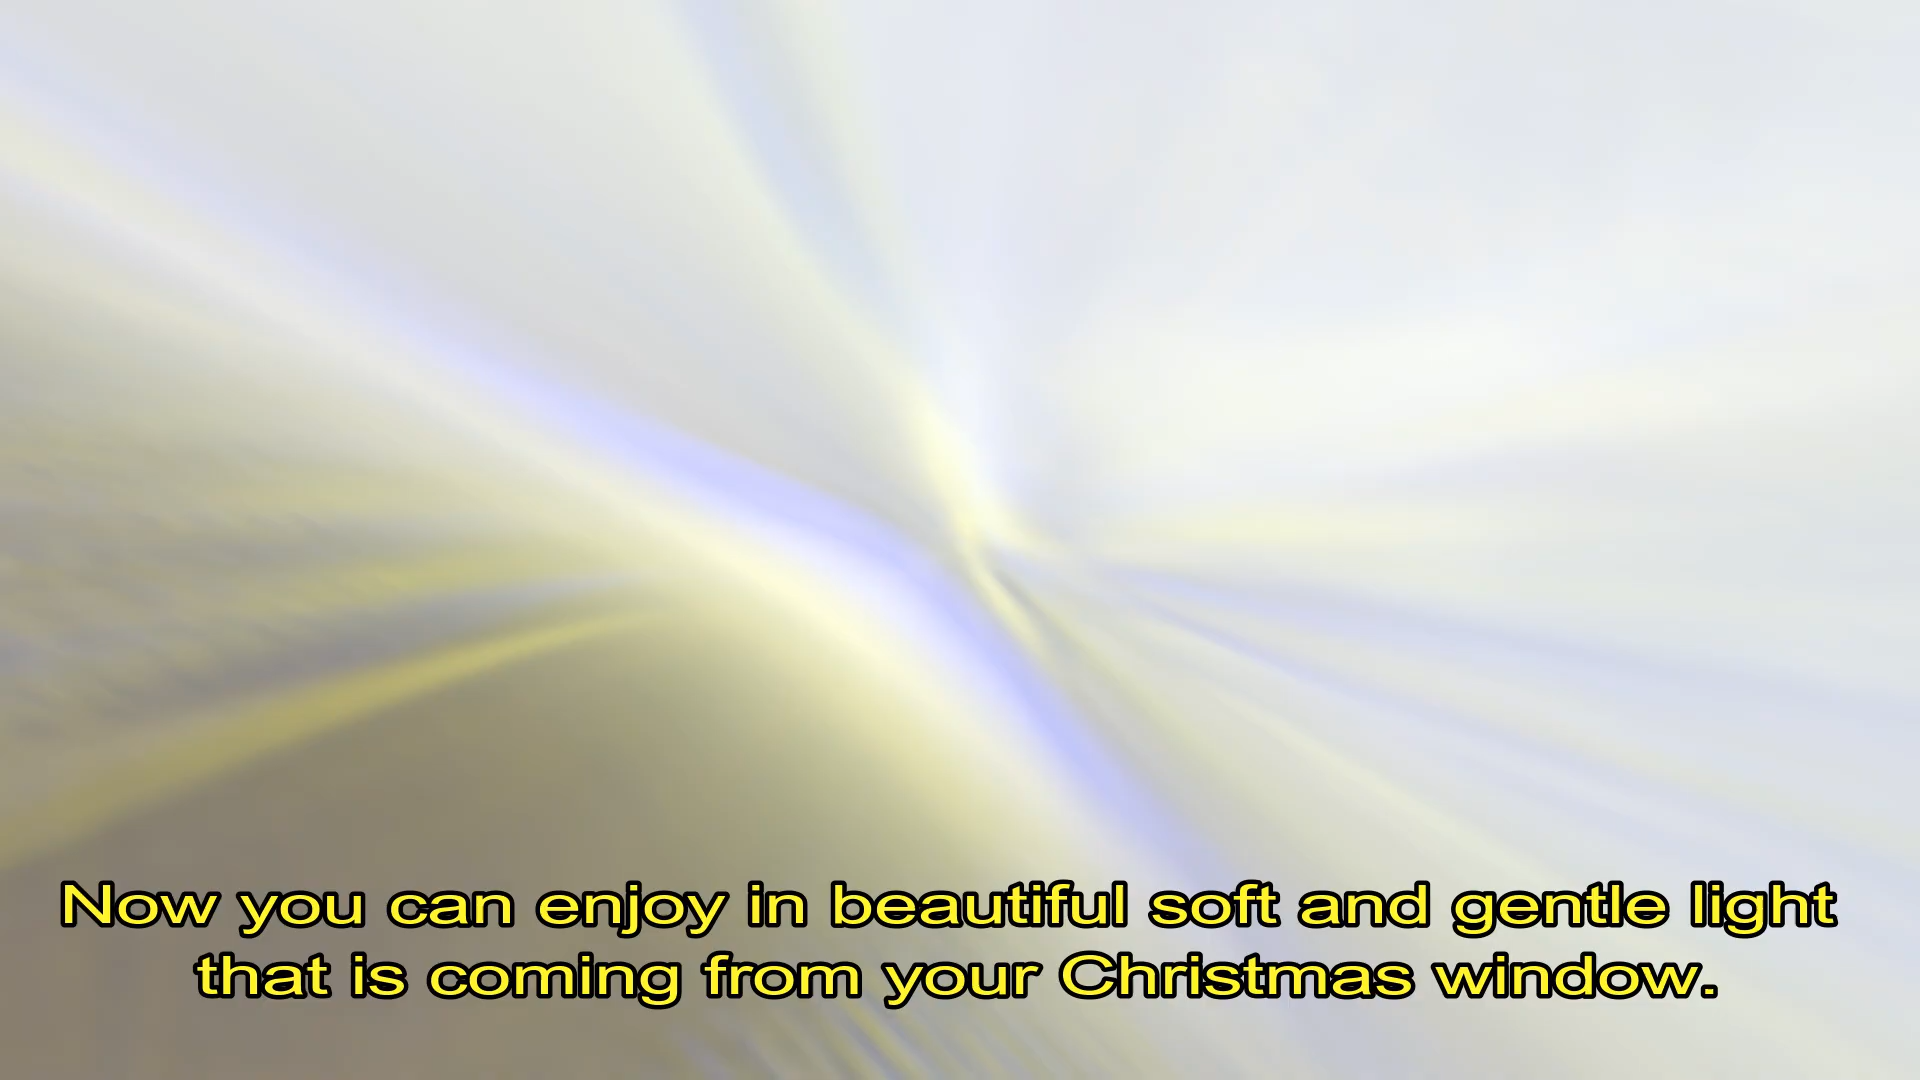 Now you can enjoy in beautiful soft and gentle light
that is coming from your Christmas window.